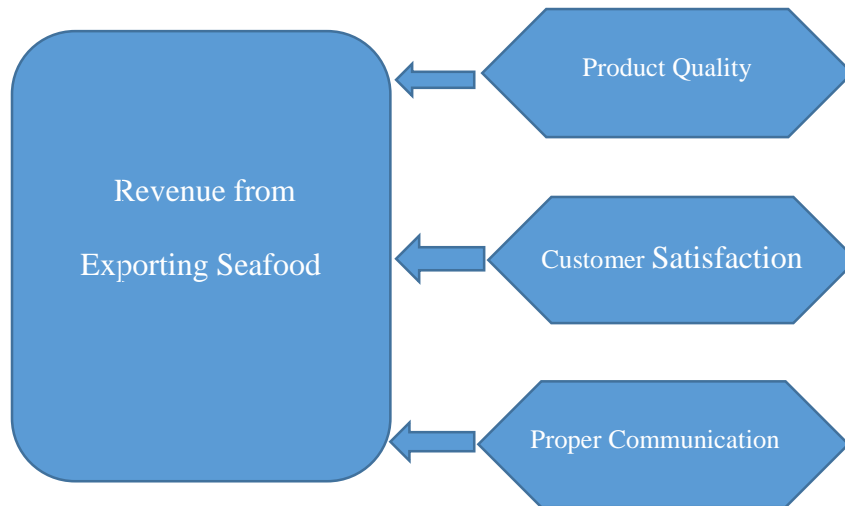 Revenue from
Exporting Seafood
Product Quality
Customer Satisfaction
Proper Communication